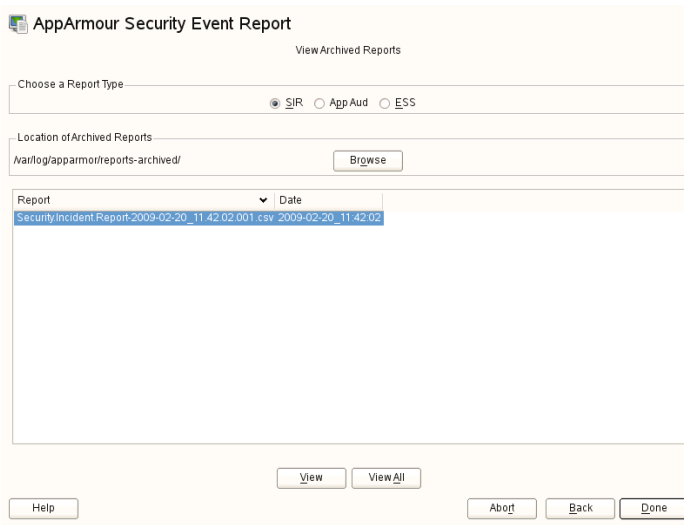 AppArmour Security Event Report
View Archived Reports
Choose a Report Type
SIR App Aud ESS
Location of Archived Reports
/var/log/apparmor/reports-archived/ Browse
Report Date
Security.Incident.Report-2009-02-20_11.42.02.001.csv 2009-02-20_11:42:02
View View All
Help Abort Back Done